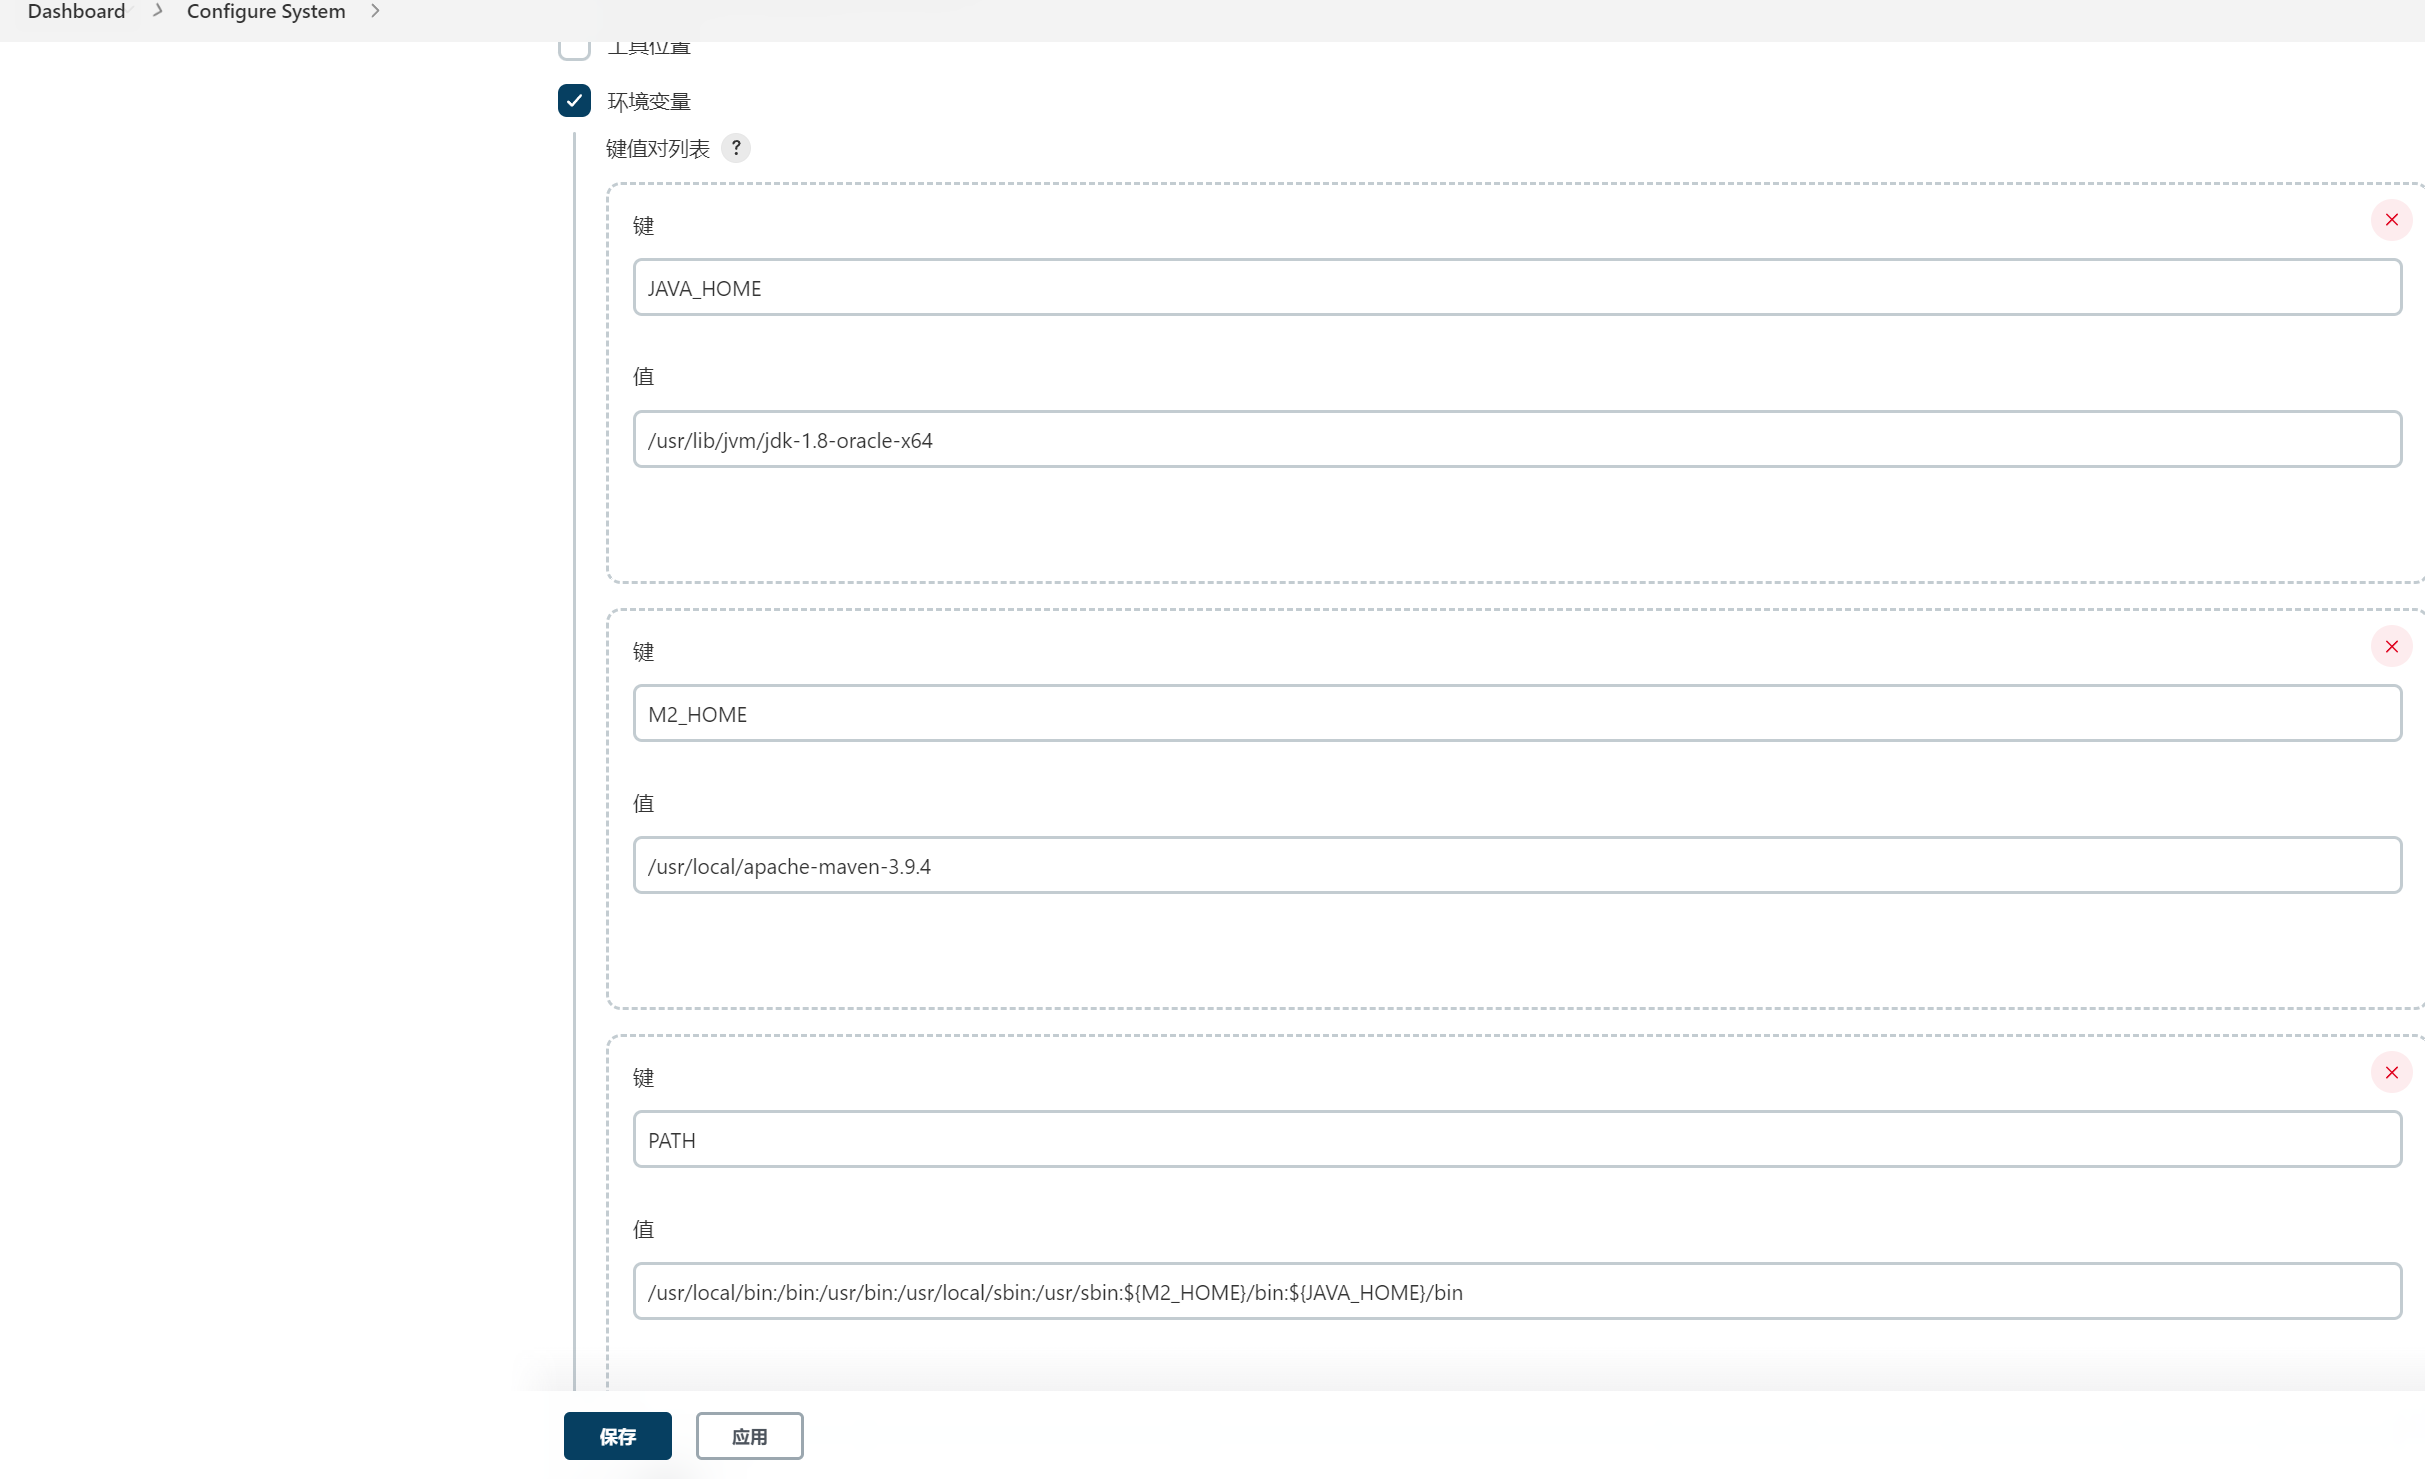 Dashboard
Configure System
工具位置
环境变量
键值对列表 ?
键
JAVA_HOME
值
/usr/lib/jvm/jdk-1.8-oracle-x64
键
M2_HOME
值
/usr/local/apache-maven-3.9.4
键
PATH
值
/usr/local/bin:/bin:/usr/bin:/usr/local/sbin:/usr/sbin:${M2_HOME}/bin:${JAVA_HOME}/bin
保存
应用